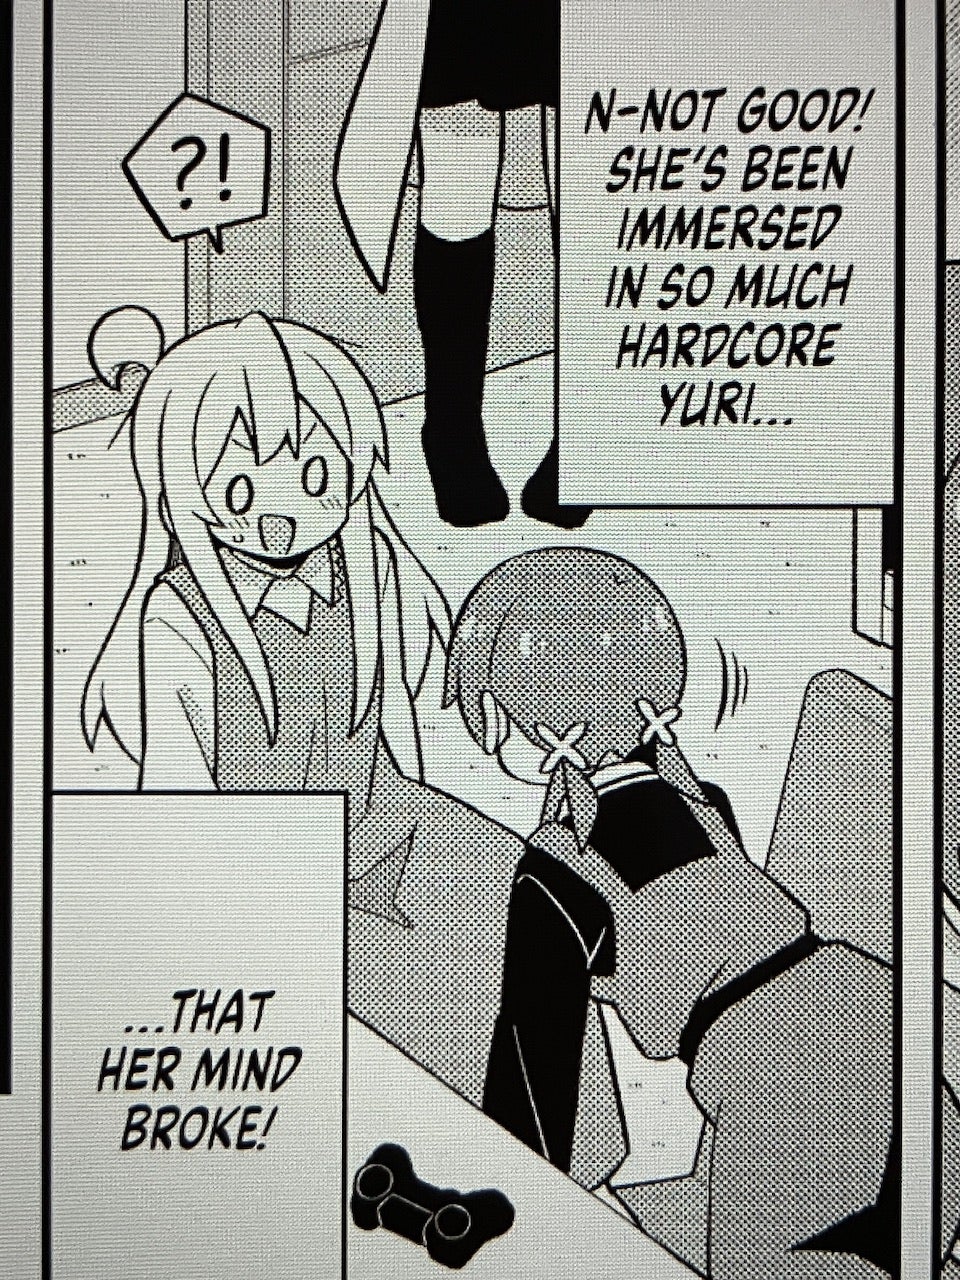 N-NOT GOOD!
SHE'S BEEN
IMMERSED
IN SO MUCH
HARDCORE
YURI...
?!
...THAT
HER MIND
BROKE!